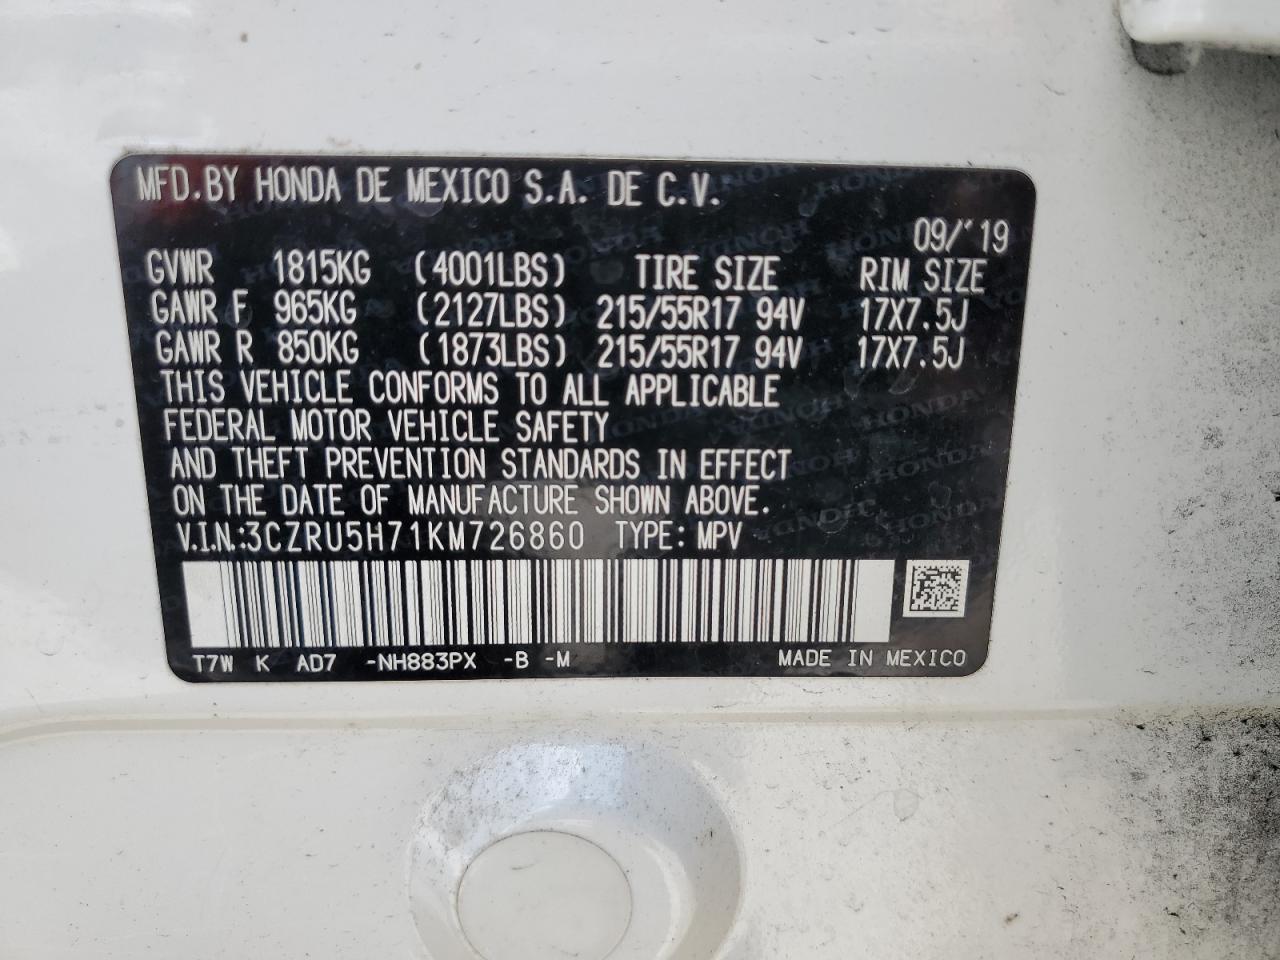 MFD.BY HONDA DE MEXICO S.A. DE C.V.
09/'19
GVWR 1815KG (4001LBS) TIRE SIZE RIM SIZE
GAWR F 965KG (2127LBS) 215/55R17 94V 17X7.5J
GAWR R 850KG (1873LBS) 215/55R17 94V 17X7.5J
THIS VEHICLE CONFORMS TO ALL APPLICABLE
FEDERAL MOTOR VEHICLE SAFETY
AND THEFT PREVENTION STANDARDS IN EFFECT
ON THE DATE OF MANUFACTURE SHOWN ABOVE.
V.I.N.:3CZRU5H71KM726860 TYPE: MPV
T7W K AD7 -NH883PX -B -M MADE IN MEXICO